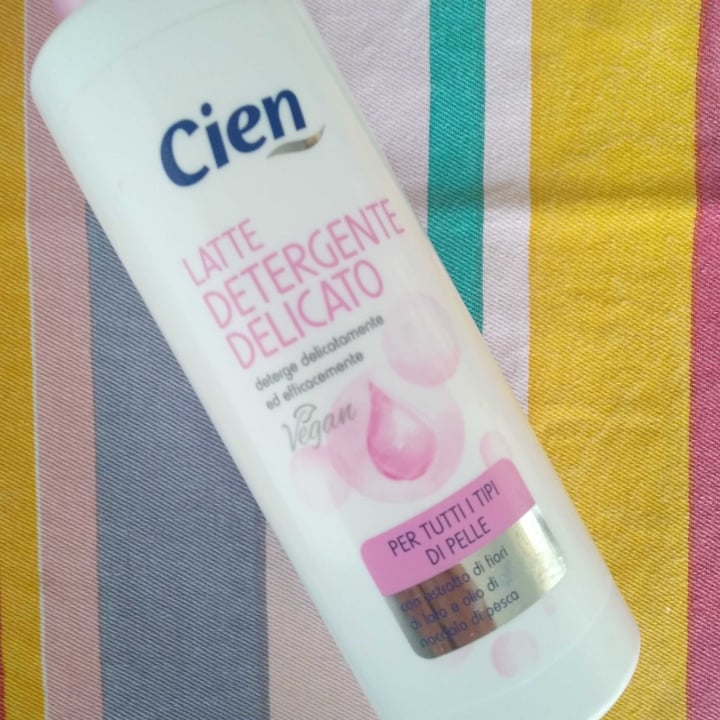 Cien
LATTE
DETERGENTE
DELICATO
deterge delicatamente
ed efficacemente
Vegan
PER TUTTI I TIPI
DI PELLE
con estratto di fiori
di loto e olio di
nocciolo di pesca